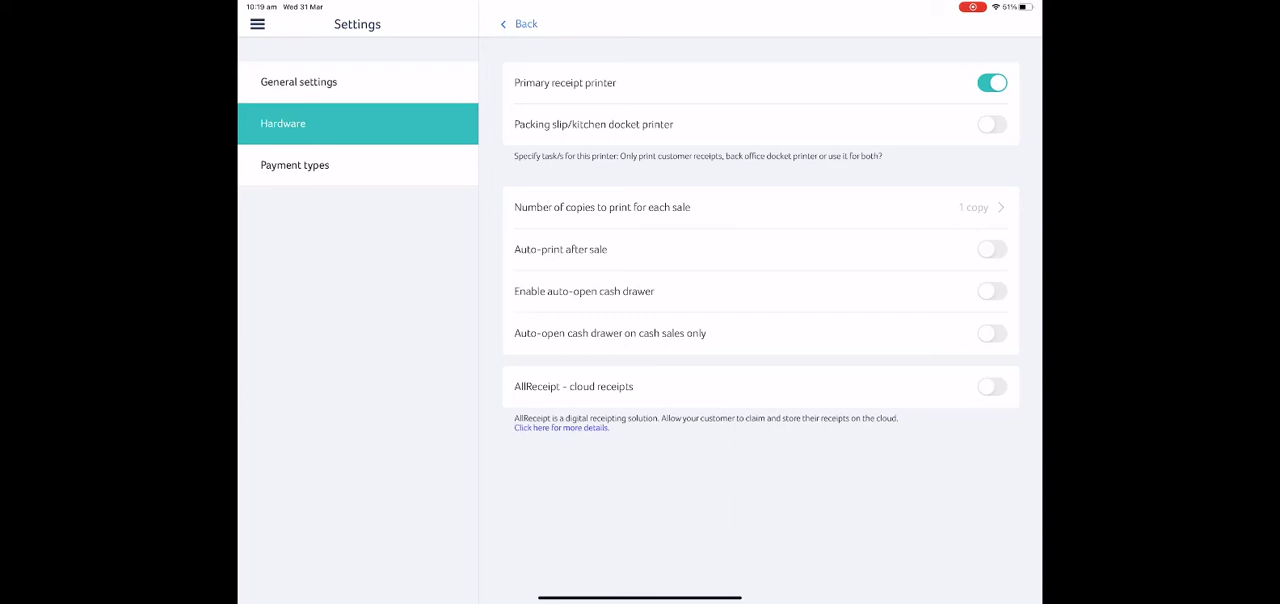 10:19 am Wed 31 Mar
61%
Settings
Back
General settings
Hardware
Payment types
Primary receipt printer
Packing slip/kitchen docket printer
Specify task/s for this printer: Only print customer receipts, back office docket printer or use it for both?
Number of copies to print for each sale 1 copy
Auto-print after sale
Enable auto-open cash drawer
Auto-open cash drawer on cash sales only
AllReceipt - cloud receipts
AllReceipt is a digital receipting solution. Allow your customer to claim and store their receipts on the cloud.
Click here for more details.